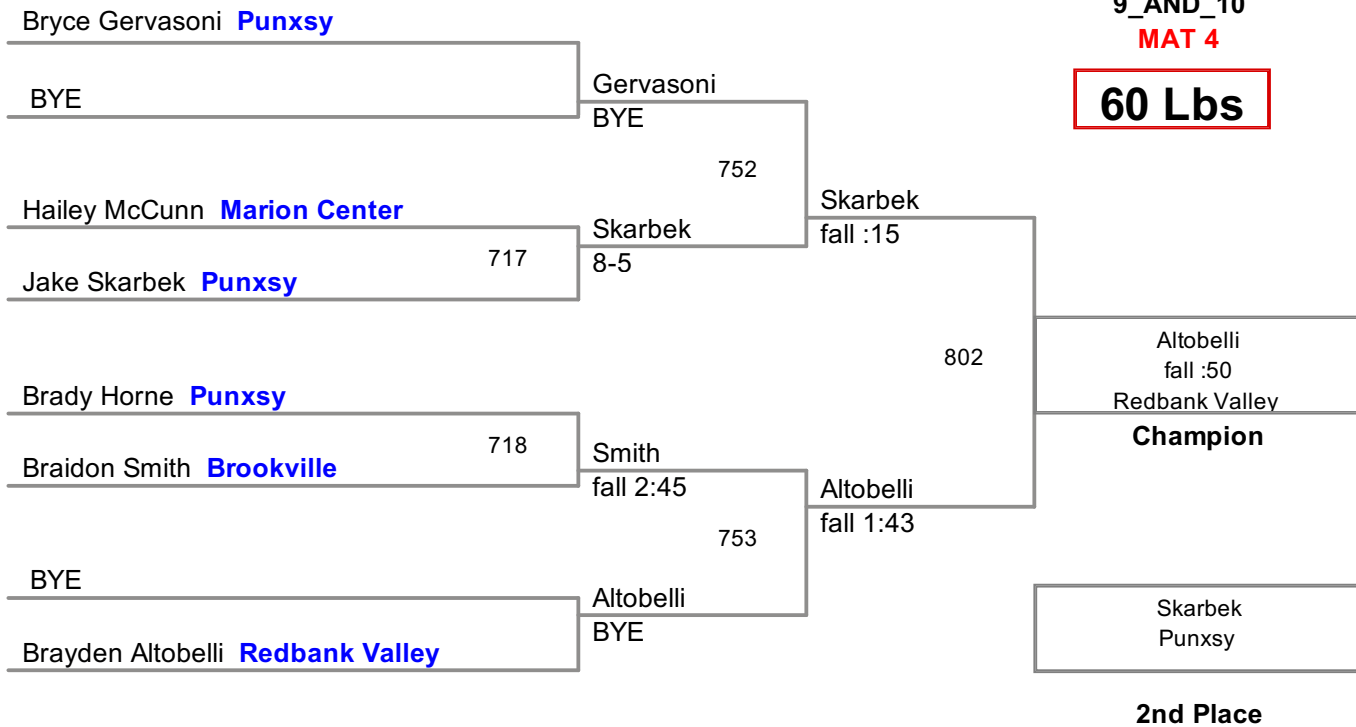 Bryce Gervasoni Punxsy
9_AND_10
MAT 4
60 Lbs
BYE
Gervasoni
BYE
752
Hailey McCunn Marion Center
717
Jake Skarbek Punxsy
Skarbek
8-5
Skarbek
fall :15
802
Altobelli
fall :50
Redbank Valley
Champion
Brady Horne Punxsy
718
Braidon Smith Brookville
Smith
fall 2:45
753
Altobelli
fall 1:43
BYE
Altobelli
BYE
Brayden Altobelli Redbank Valley
Skarbek
Punxsy
2nd Place